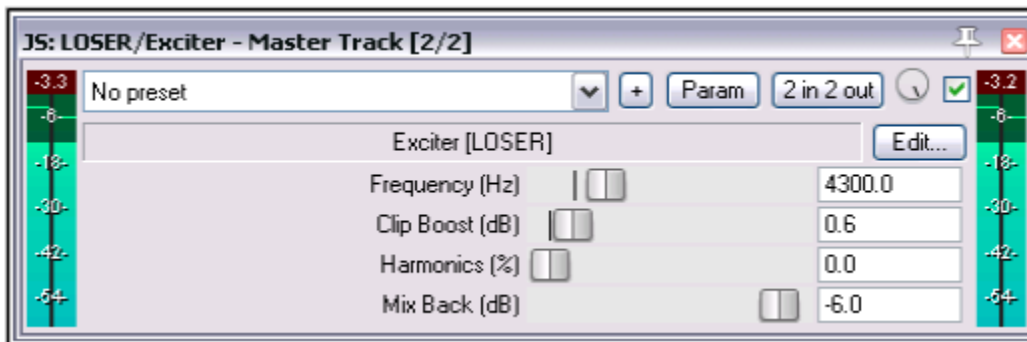 JS: LOSER/Exciter - Master Track [2/2]
-3.3 No preset + Param 2 in 2 out -3.2
-6- -6-
Exciter [LOSER] Edit...
-18- -18-
Frequency (Hz) 4300.0
-30- -30-
Clip Boost (dB) 0.6
-42- Harmonics (%) 0.0 -42-
-54- Mix Back (dB) -6.0 -54-